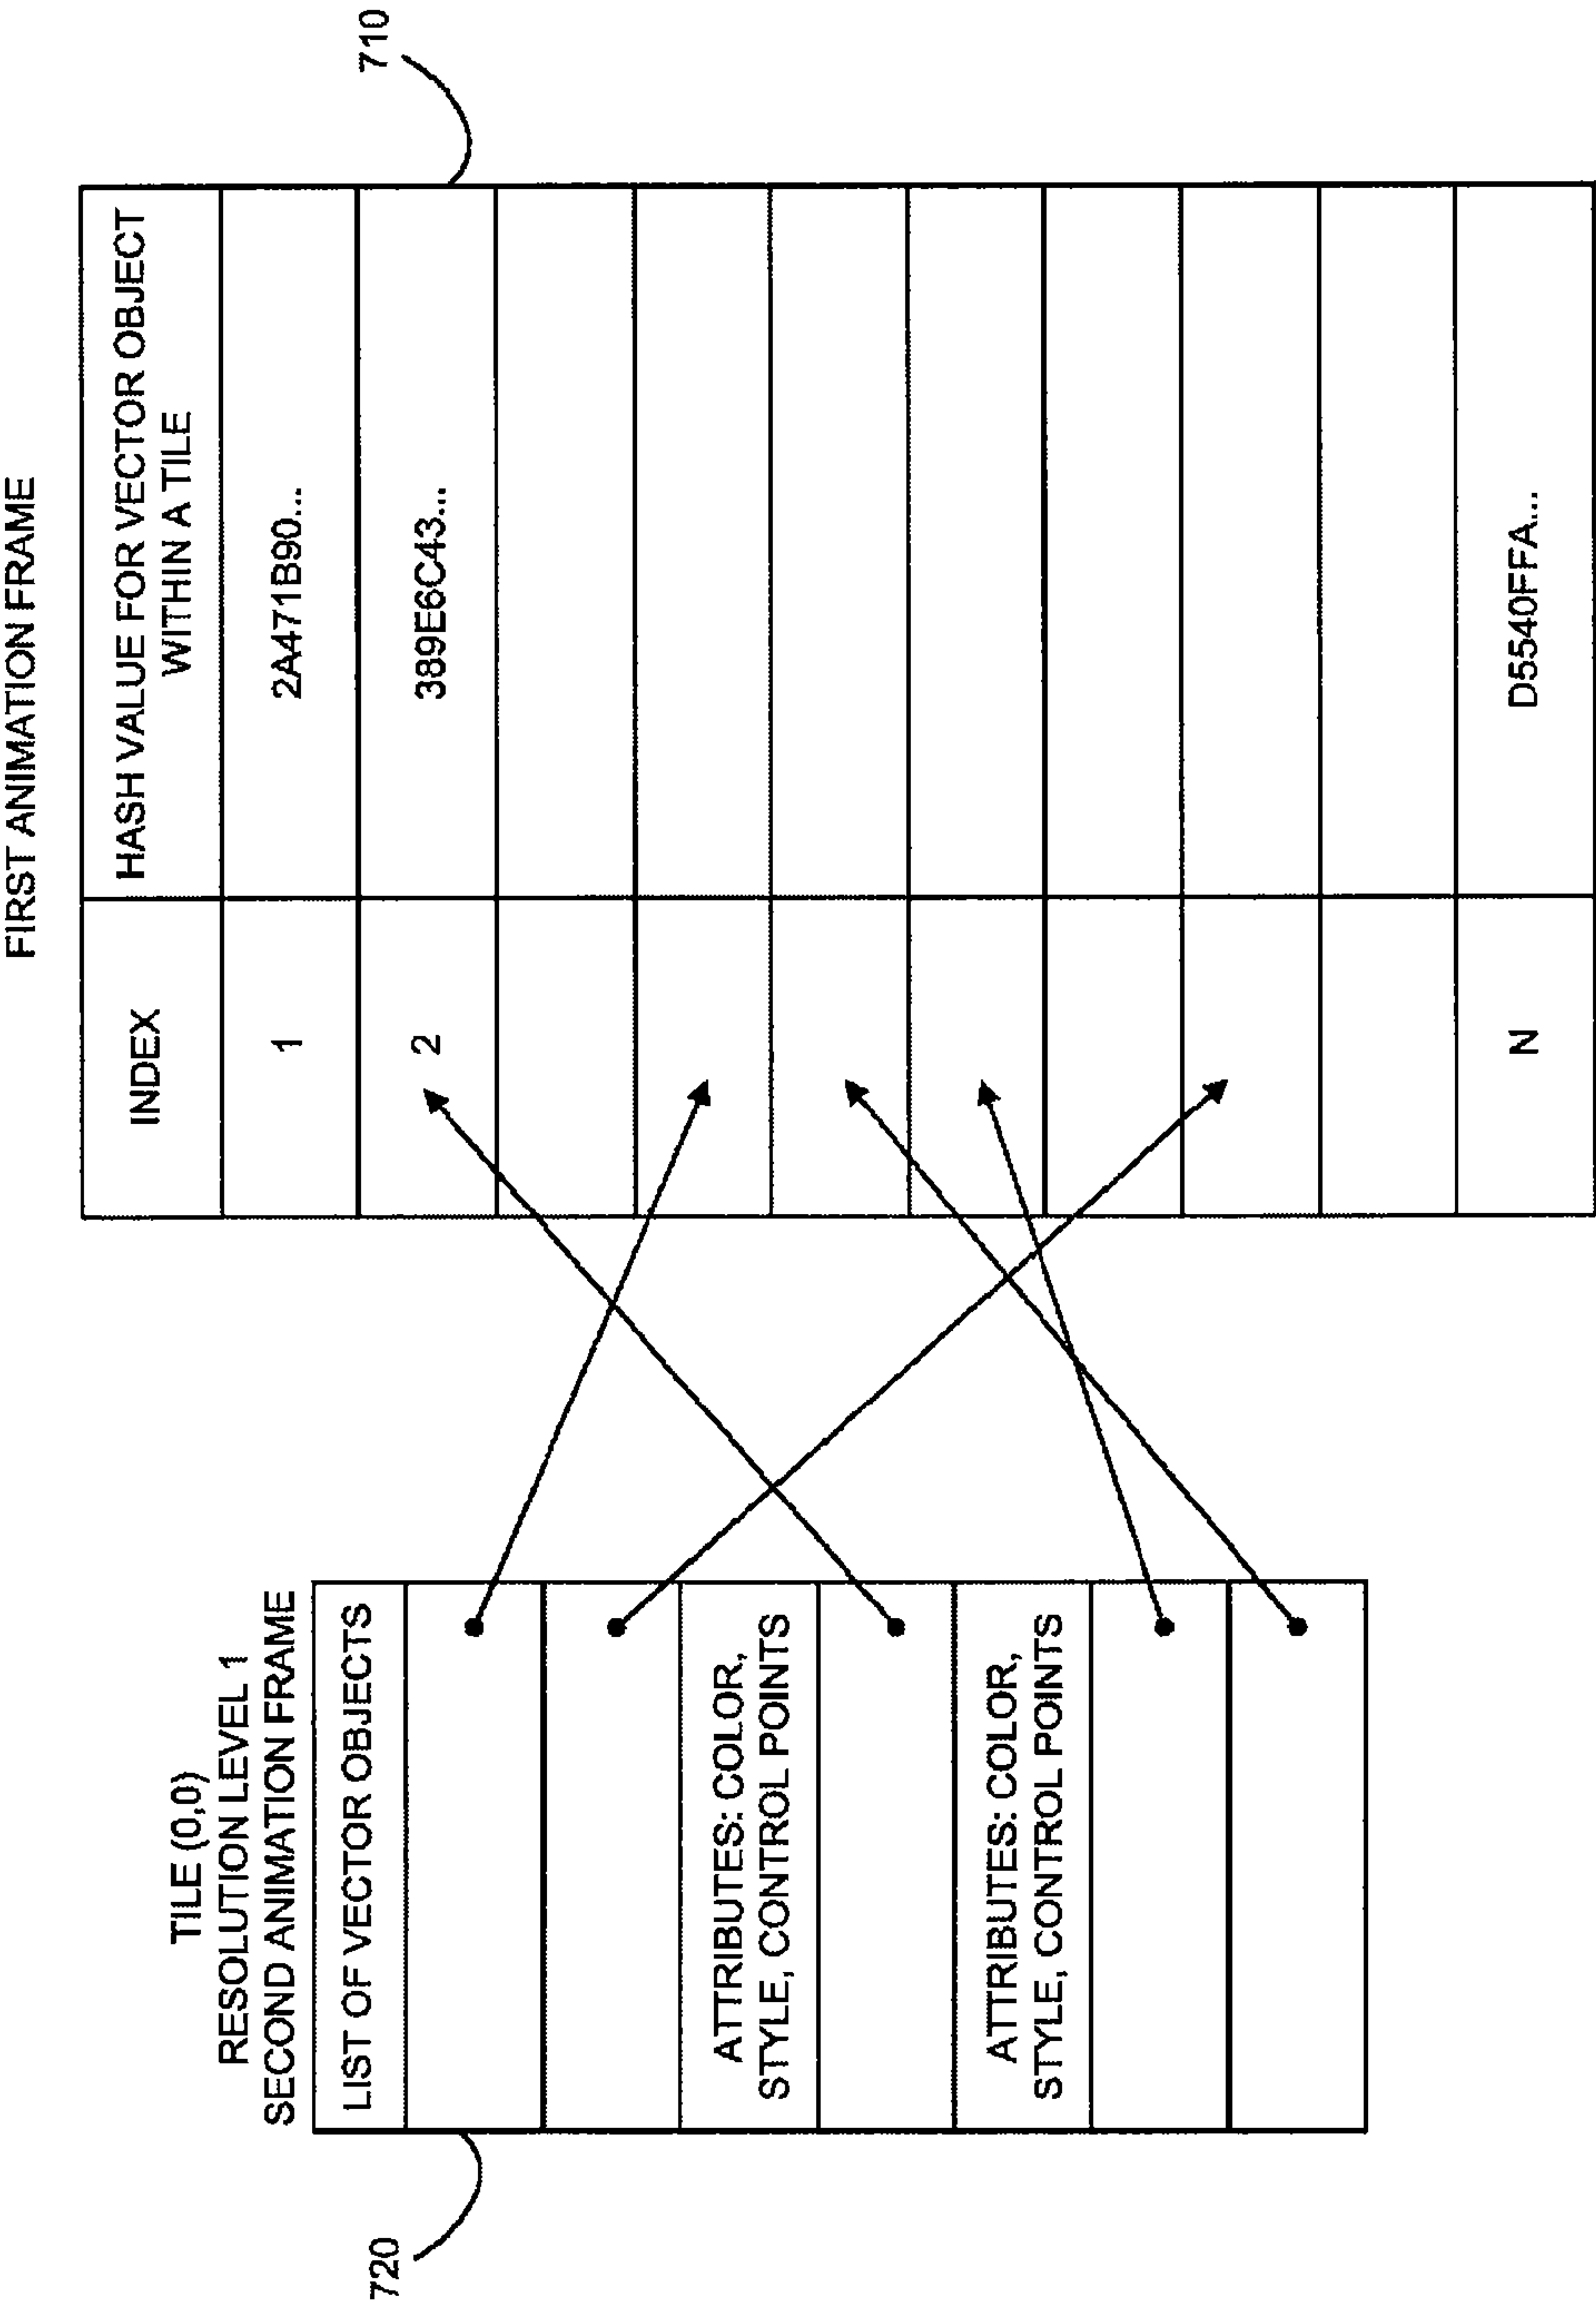 TILE (0,0)
RESOLUTION LEVEL 1
SECOND ANIMATION FRAME
LIST OF VECTOR OBJECTS
ATTRIBUTES: COLOR,
STYLE, CONTROL POINTS
ATTRIBUTES: COLOR,
STYLE, CONTROL POINTS
720
FIRST ANIMATION FRAME
INDEX
HASH VALUE FOR VECTOR OBJECT
WITHIN A TILE
1
2A471B90...
2
389E6C43...
N
D5540FFA...
710